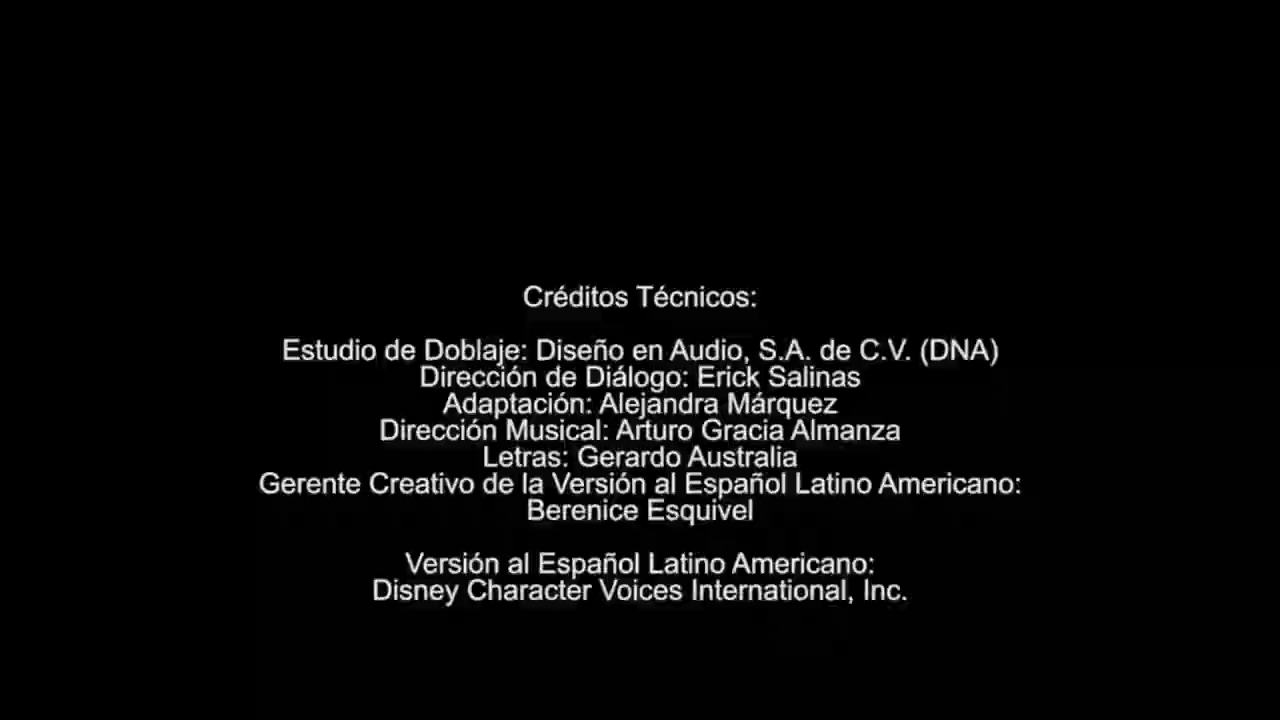 Créditos Técnicos:
Estudio de Doblaje: Diseño en Audio, S.A. de C.V. (DNA)
Dirección de Diálogo: Erick Salinas
Adaptación: Alejandra Márquez
Dirección Musical: Arturo Gracia Almanza
Letras: Gerardo Australia
Gerente Creativo de la Versión al Español Latino Americano:
Berenice Esquivel
Versión al Español Latino Americano:
Disney Character Voices International, Inc.